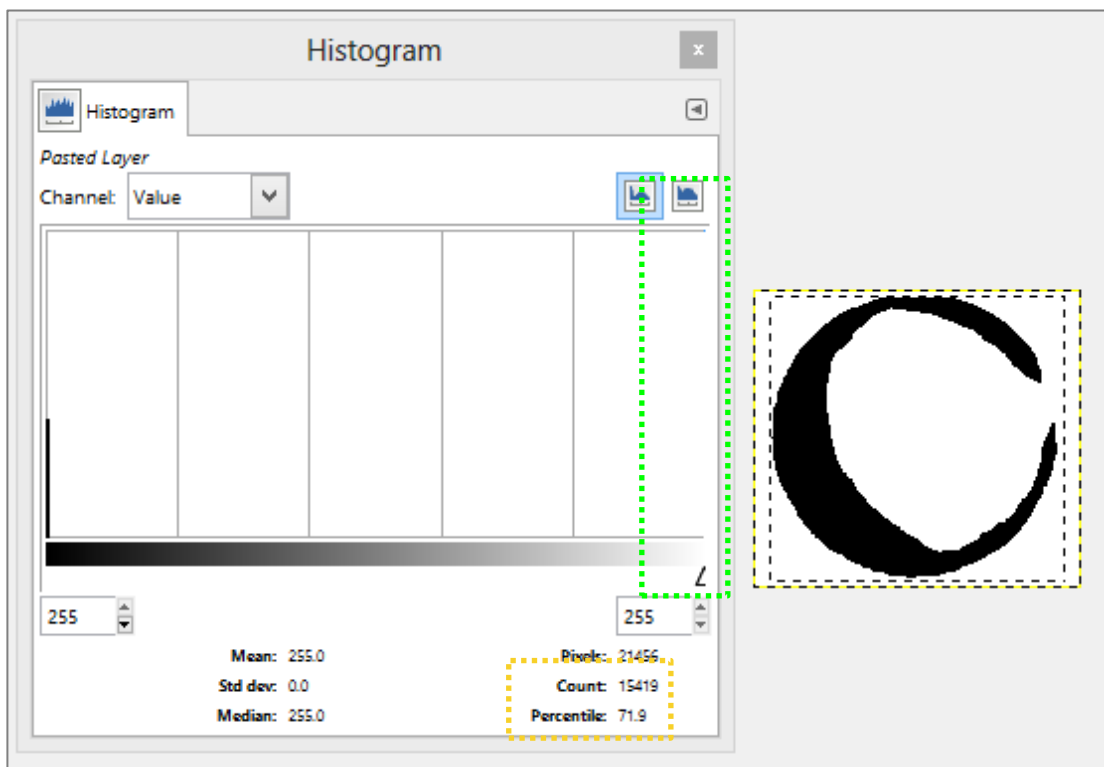 Histogram
x
Histogram
Pasted Layer
Channel: Value
255 255
Mean: 255.0 Pixels: 21456
Std dev: 0.0 Count: 15419
Median: 255.0 Percentile: 71.9